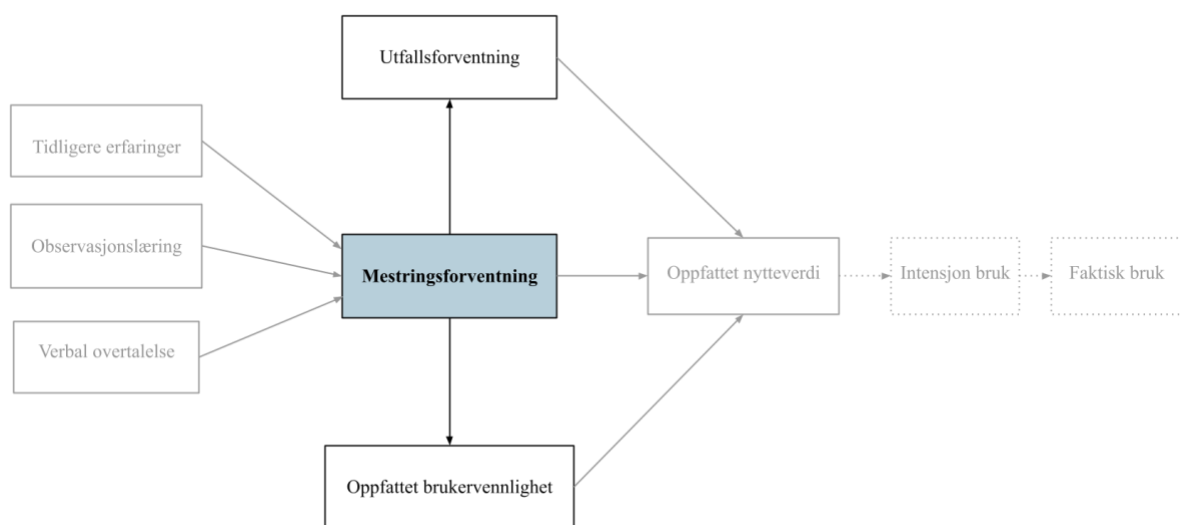 Utfallsforventning
Tidligere erfaringer
Observasjonslæring
Verbal overtalelse
Mestringsforventning
Oppfattet nytteverdi
Intensjon bruk
Faktisk bruk
Oppfattet brukervennlighet